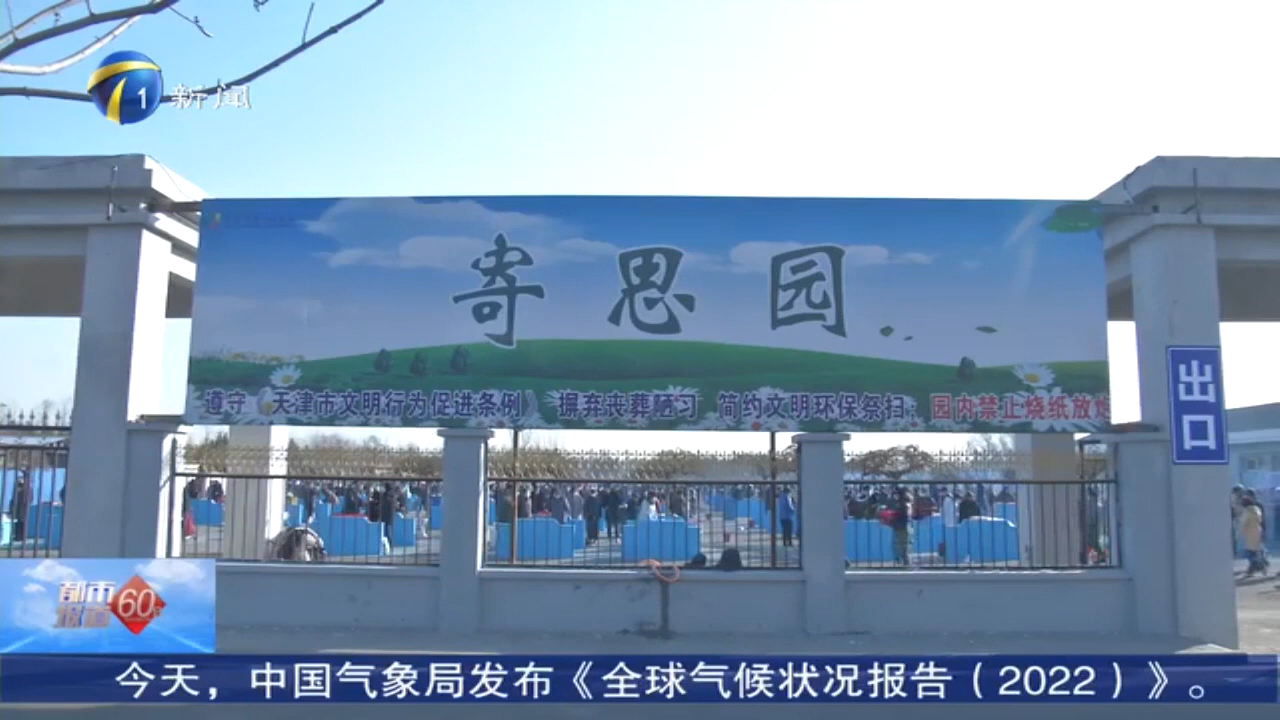 1 新闻
寄思园
遵守《天津市文明行为促进条例》 摒弃丧葬陋习 简约文明环保祭扫；园内禁止烧纸放炮
出口
都市
报道
60分
今天，中国气象局发布《全球气候状况报告（2022）》。